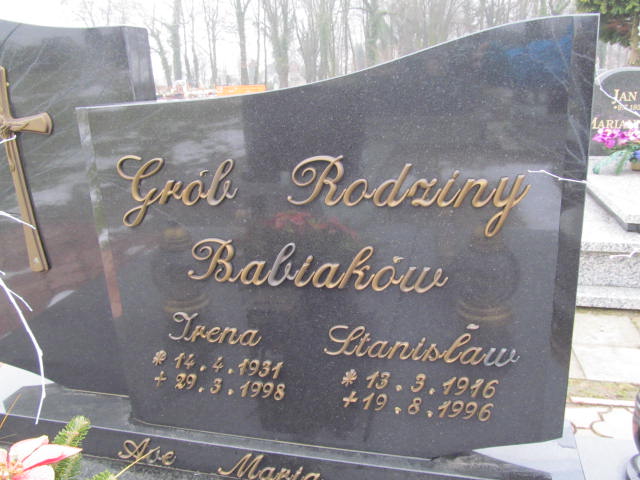 Grób Rodziny
Babiaków
Irena
* 14.4.1931
+ 29.3.1998
Stanisław
* 13.3.1916
+ 19.8.1996
Ave Maria
JAN